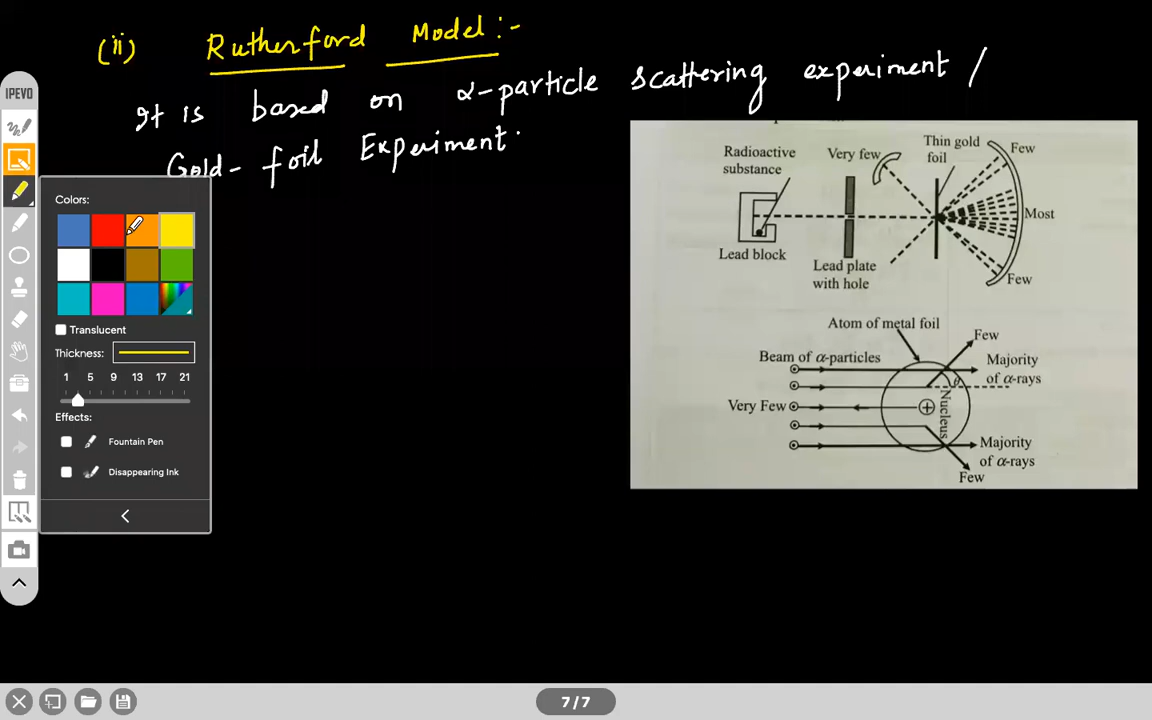 (ii) Rutherford Model:-
It is based on α-particle scattering experiment /
Gold-foil Experiment.
IPEVO
Colors:
Translucent
Thickness:
1 5 9 13 17 21
Effects:
Fountain Pen
Disappearing Ink
Radioactive
substance
Very few
Thin gold
foil
Few
Most
Lead block
Lead plate
with hole
Few
Atom of metal foil
Few
Beam of α-particles
Majority
of α-rays
θ
Very Few
Nucleus
Majority
of α-rays
Few
7/7